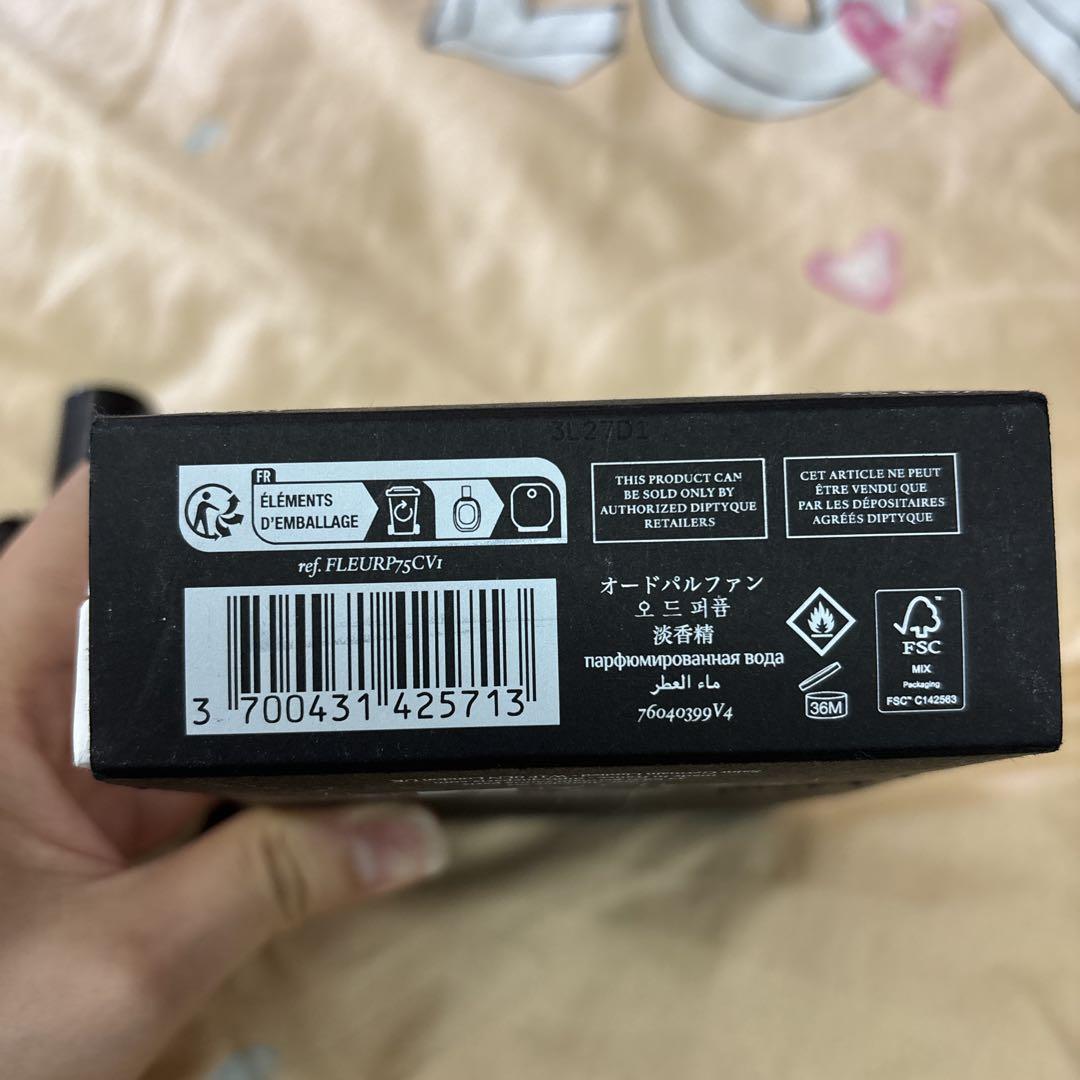 3L27D1
FR
ÉLÉMENTS
D'EMBALLAGE
ref. FLEURP75CV1
3 700431 425713
THIS PRODUCT CAN
BE SOLD ONLY BY
AUTHORIZED DIPTYQUE
RETAILERS
CET ARTICLE NE PEUT
ÊTRE VENDU QUE
PAR LES DÉPOSITAIRES
AGRÉÉS DIPTYQUE
オードパルファン
오 드 퍼퓸
淡香精
парфюмированная вода
ماء العطر
76040399V4
36M
FSC
MIX
Packaging
FSC™ C142563